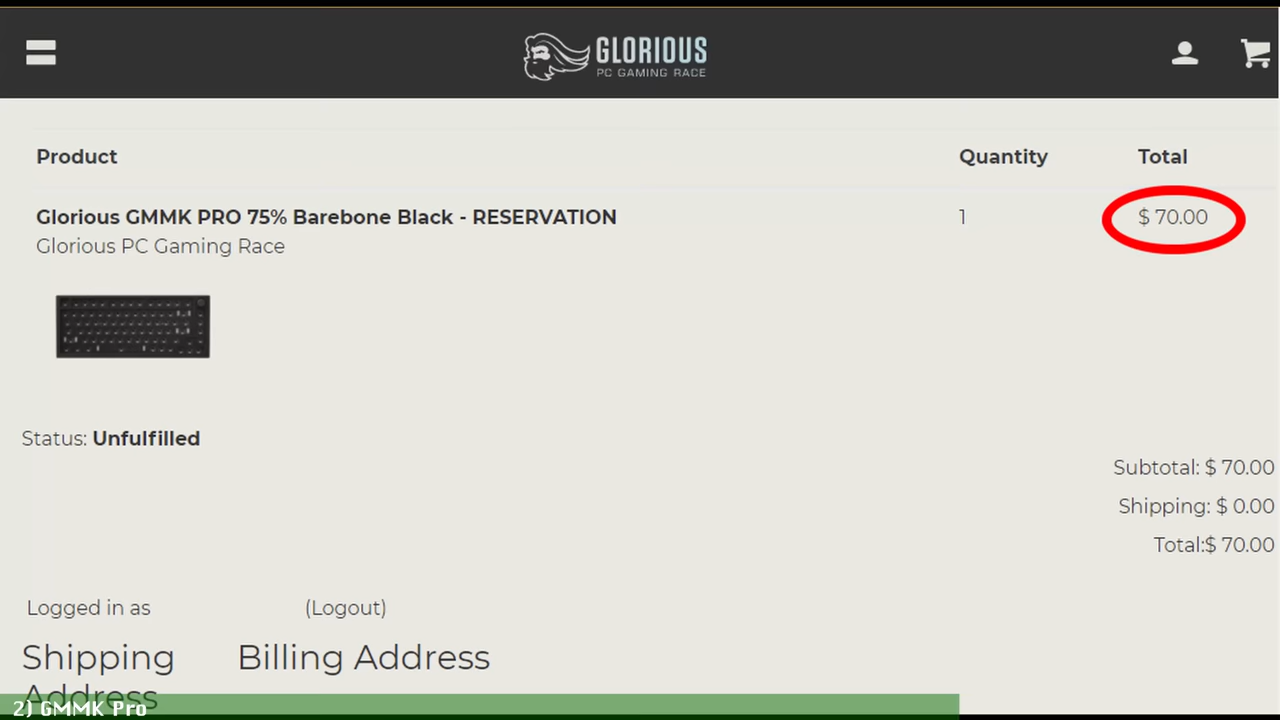 GLORIOUS
PC GAMING RACE
Product Quantity Total
Glorious GMMK PRO 75% Barebone Black - RESERVATION 1 $ 70.00
Glorious PC Gaming Race
Status: Unfulfilled
Subtotal: $ 70.00
Shipping: $ 0.00
Total:$ 70.00
Logged in as (Logout)
Shipping Billing Address
Address
2) GMMK Pro